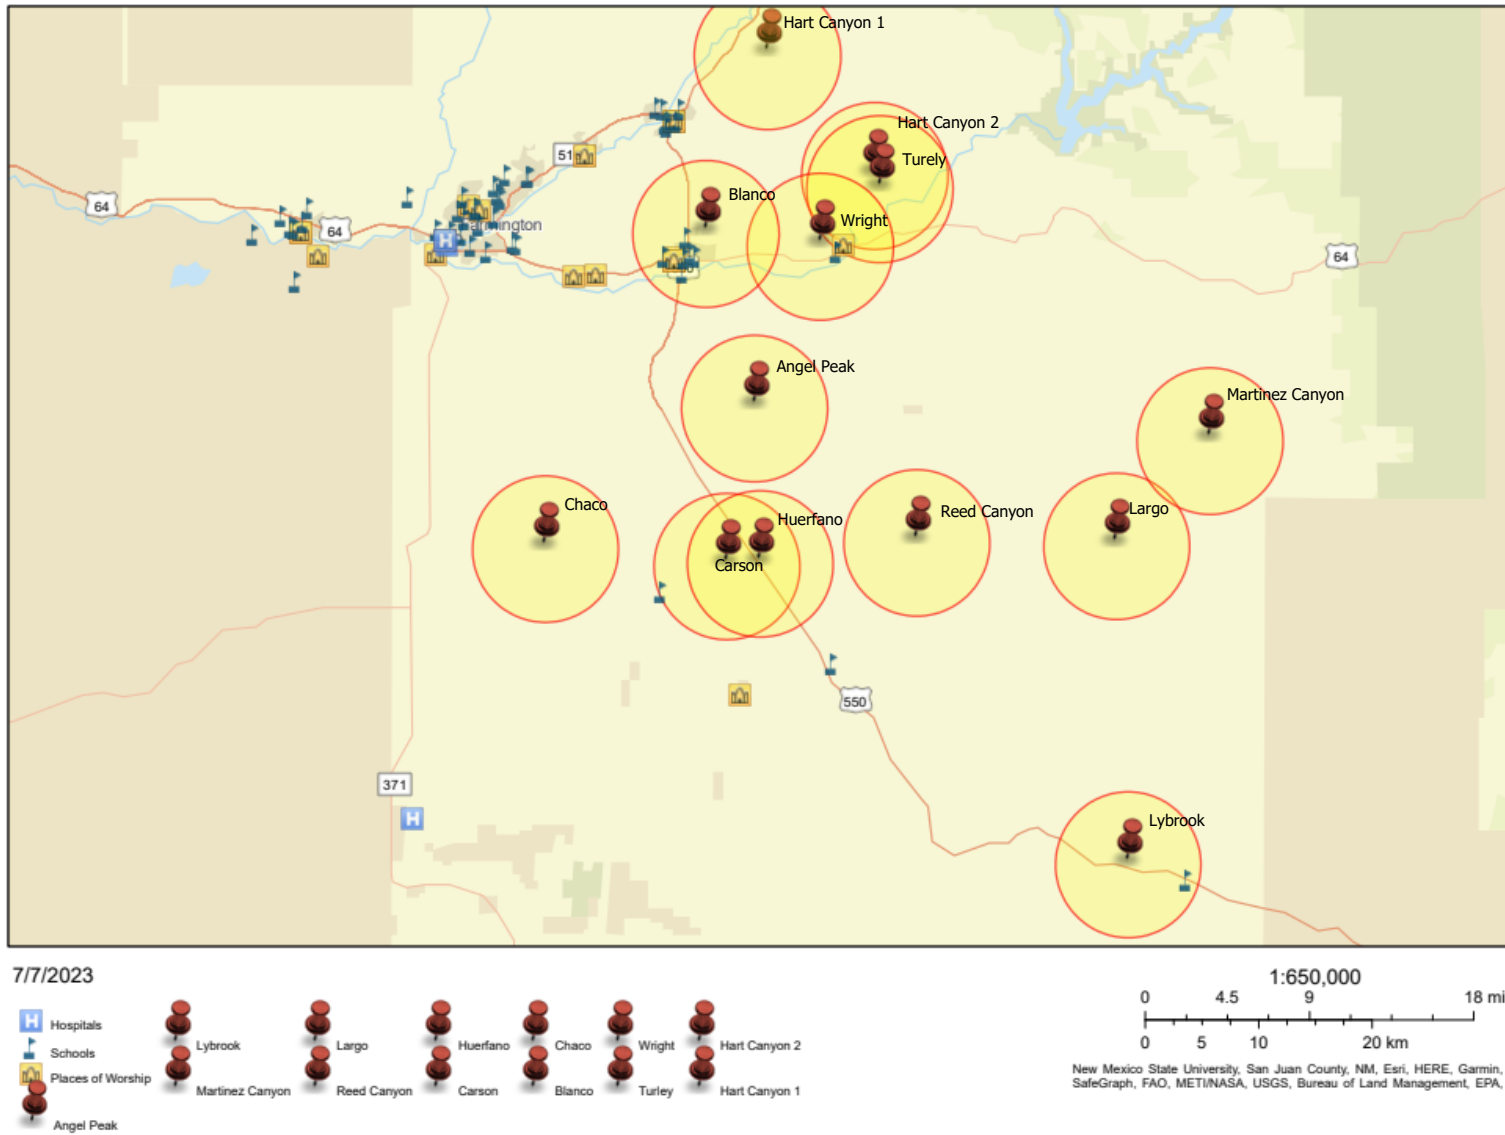 Hart Canyon 1
Hart Canyon 2
Turely
51
Blanco
Wright
64
64
Farmington
H
64
Angel Peak
Martinez Canyon
Chaco
Huerfano
Reed Canyon
Largo
Carson
550
371
H
Lybrook
7/7/2023
1:650,000
0 4.5 9 18 mi
0 5 10 20 km
H Hospitals
Schools
Places of Worship
Angel Peak
Lybrook Largo Huerfano Chaco Wright Hart Canyon 2
Martinez Canyon Reed Canyon Carson Blanco Turley Hart Canyon 1
New Mexico State University, San Juan County, NM, Esri, HERE, Garmin,
SafeGraph, FAO, METI/NASA, USGS, Bureau of Land Management, EPA,